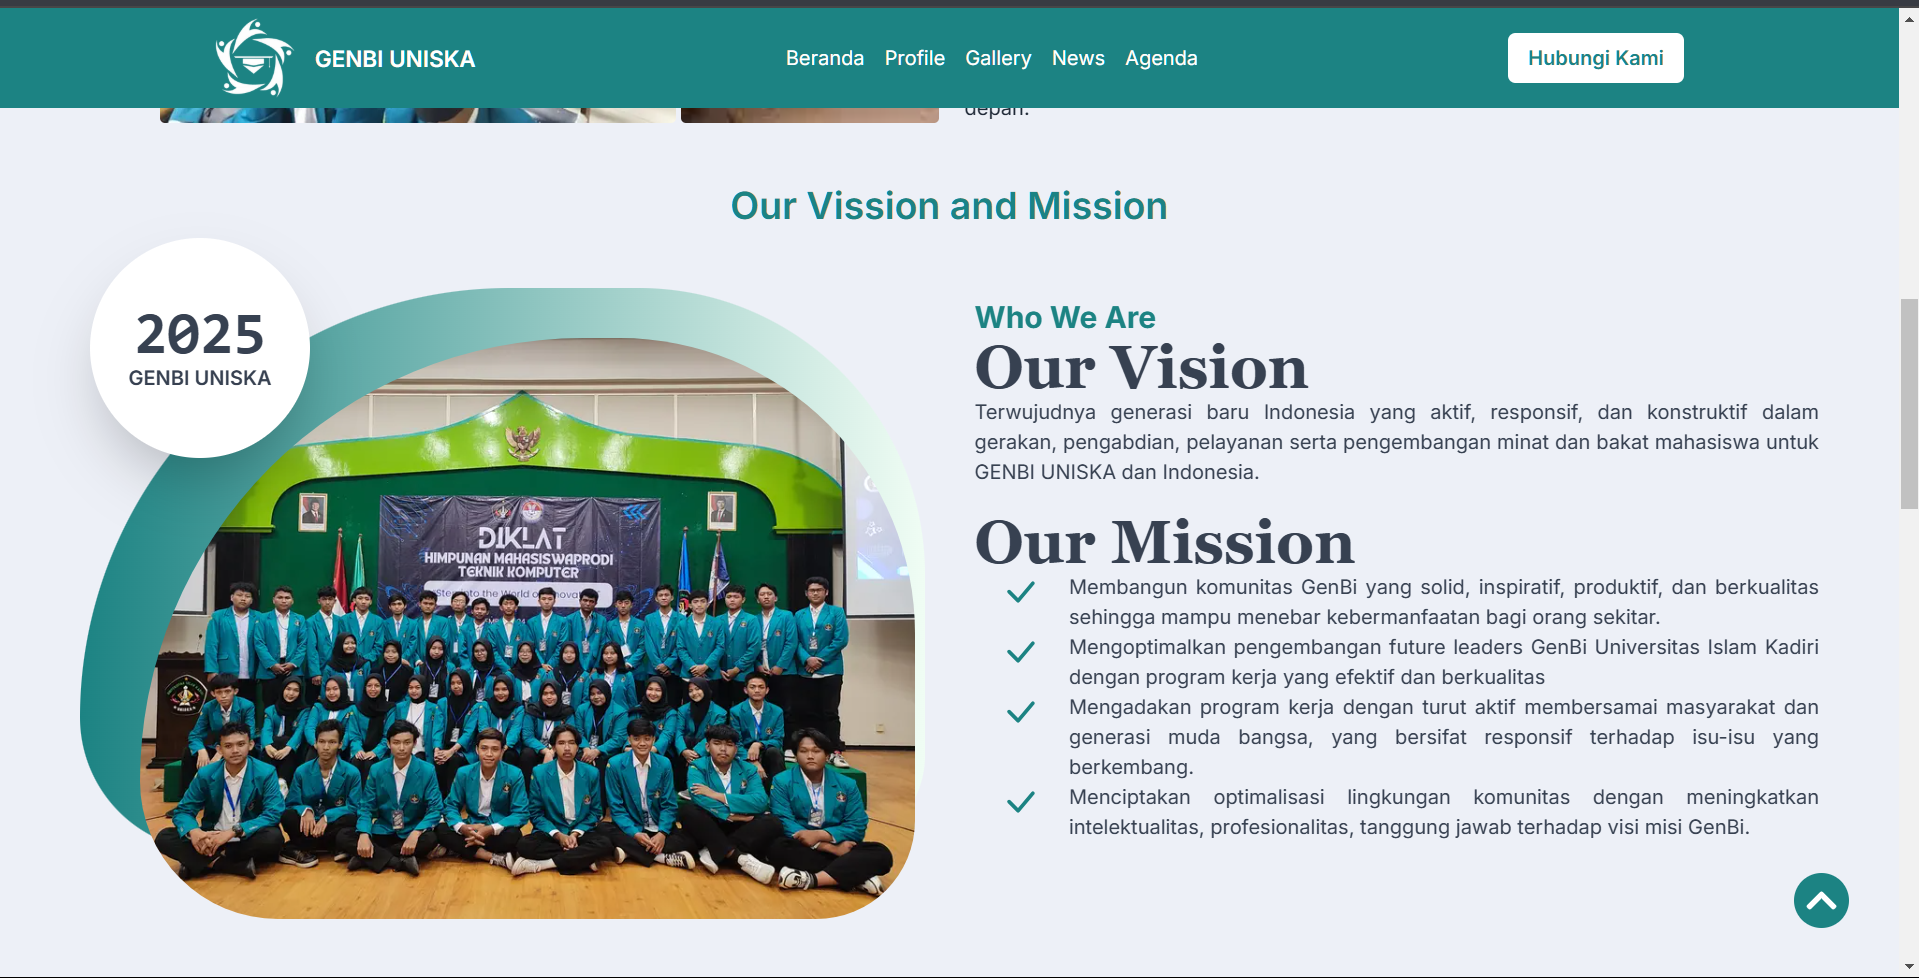 GENBI UNISKA
Beranda
Profile
Gallery
News
Agenda
Hubungi Kami
depan.
Our Vission and Mission
2025
GENBI UNISKA
DIKLAT
HIMPUNAN MAHASISWAPRODI
TEKNIK KOMPUTER
Step into the World of
Who We Are
Our Vision
Terwujudnya generasi baru Indonesia yang aktif, responsif, dan konstruktif dalam
gerakan, pengabdian, pelayanan serta pengembangan minat dan bakat mahasiswa untuk
GENBI UNISKA dan Indonesia.
Our Mission
Membangun komunitas GenBi yang solid, inspiratif, produktif, dan berkualitas
sehingga mampu menebar kebermanfaatan bagi orang sekitar.
Mengoptimalkan pengembangan future leaders GenBi Universitas Islam Kadiri
dengan program kerja yang efektif dan berkualitas
Mengadakan program kerja dengan turut aktif membersamai masyarakat dan
generasi muda bangsa, yang bersifat responsif terhadap isu-isu yang
berkembang.
Menciptakan optimalisasi lingkungan komunitas dengan meningkatkan
intelektualitas, profesionalitas, tanggung jawab terhadap visi misi GenBi.